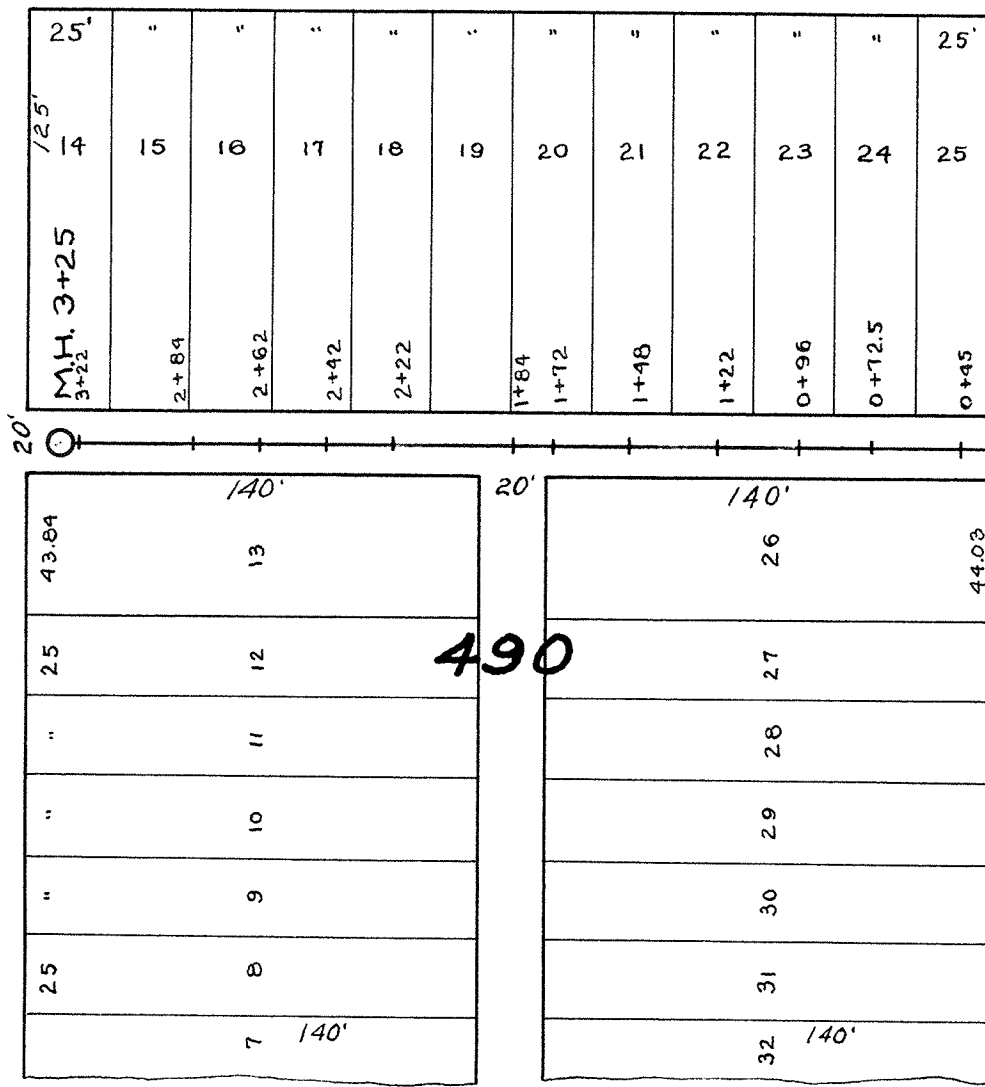 25' " " " " " " " " " " 25'
125'
14 15 16 17 18 19 20 21 22 23 24 25
M.H. 3+25
3+22 2+84 2+62 2+42 2+22 1+84 1+72 1+48 1+22 0+96 0+72.5 0+45
20'
140' 20' 140'
43.84 13 26 44.03
490
25 12 27
" 11 28
" 10 29
" 9 30
25 8 31
7 140' 32 140'